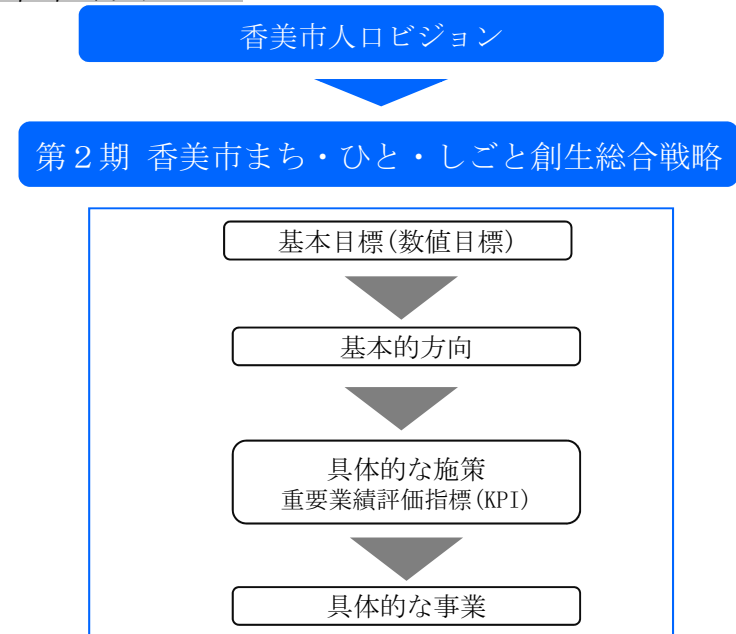 香美市人口ビジョン
第２期 香美市まち・ひと・しごと創生総合戦略
基本目標(数値目標)
基本的方向
具体的な施策
重要業績評価指標(KPI)
具体的な事業